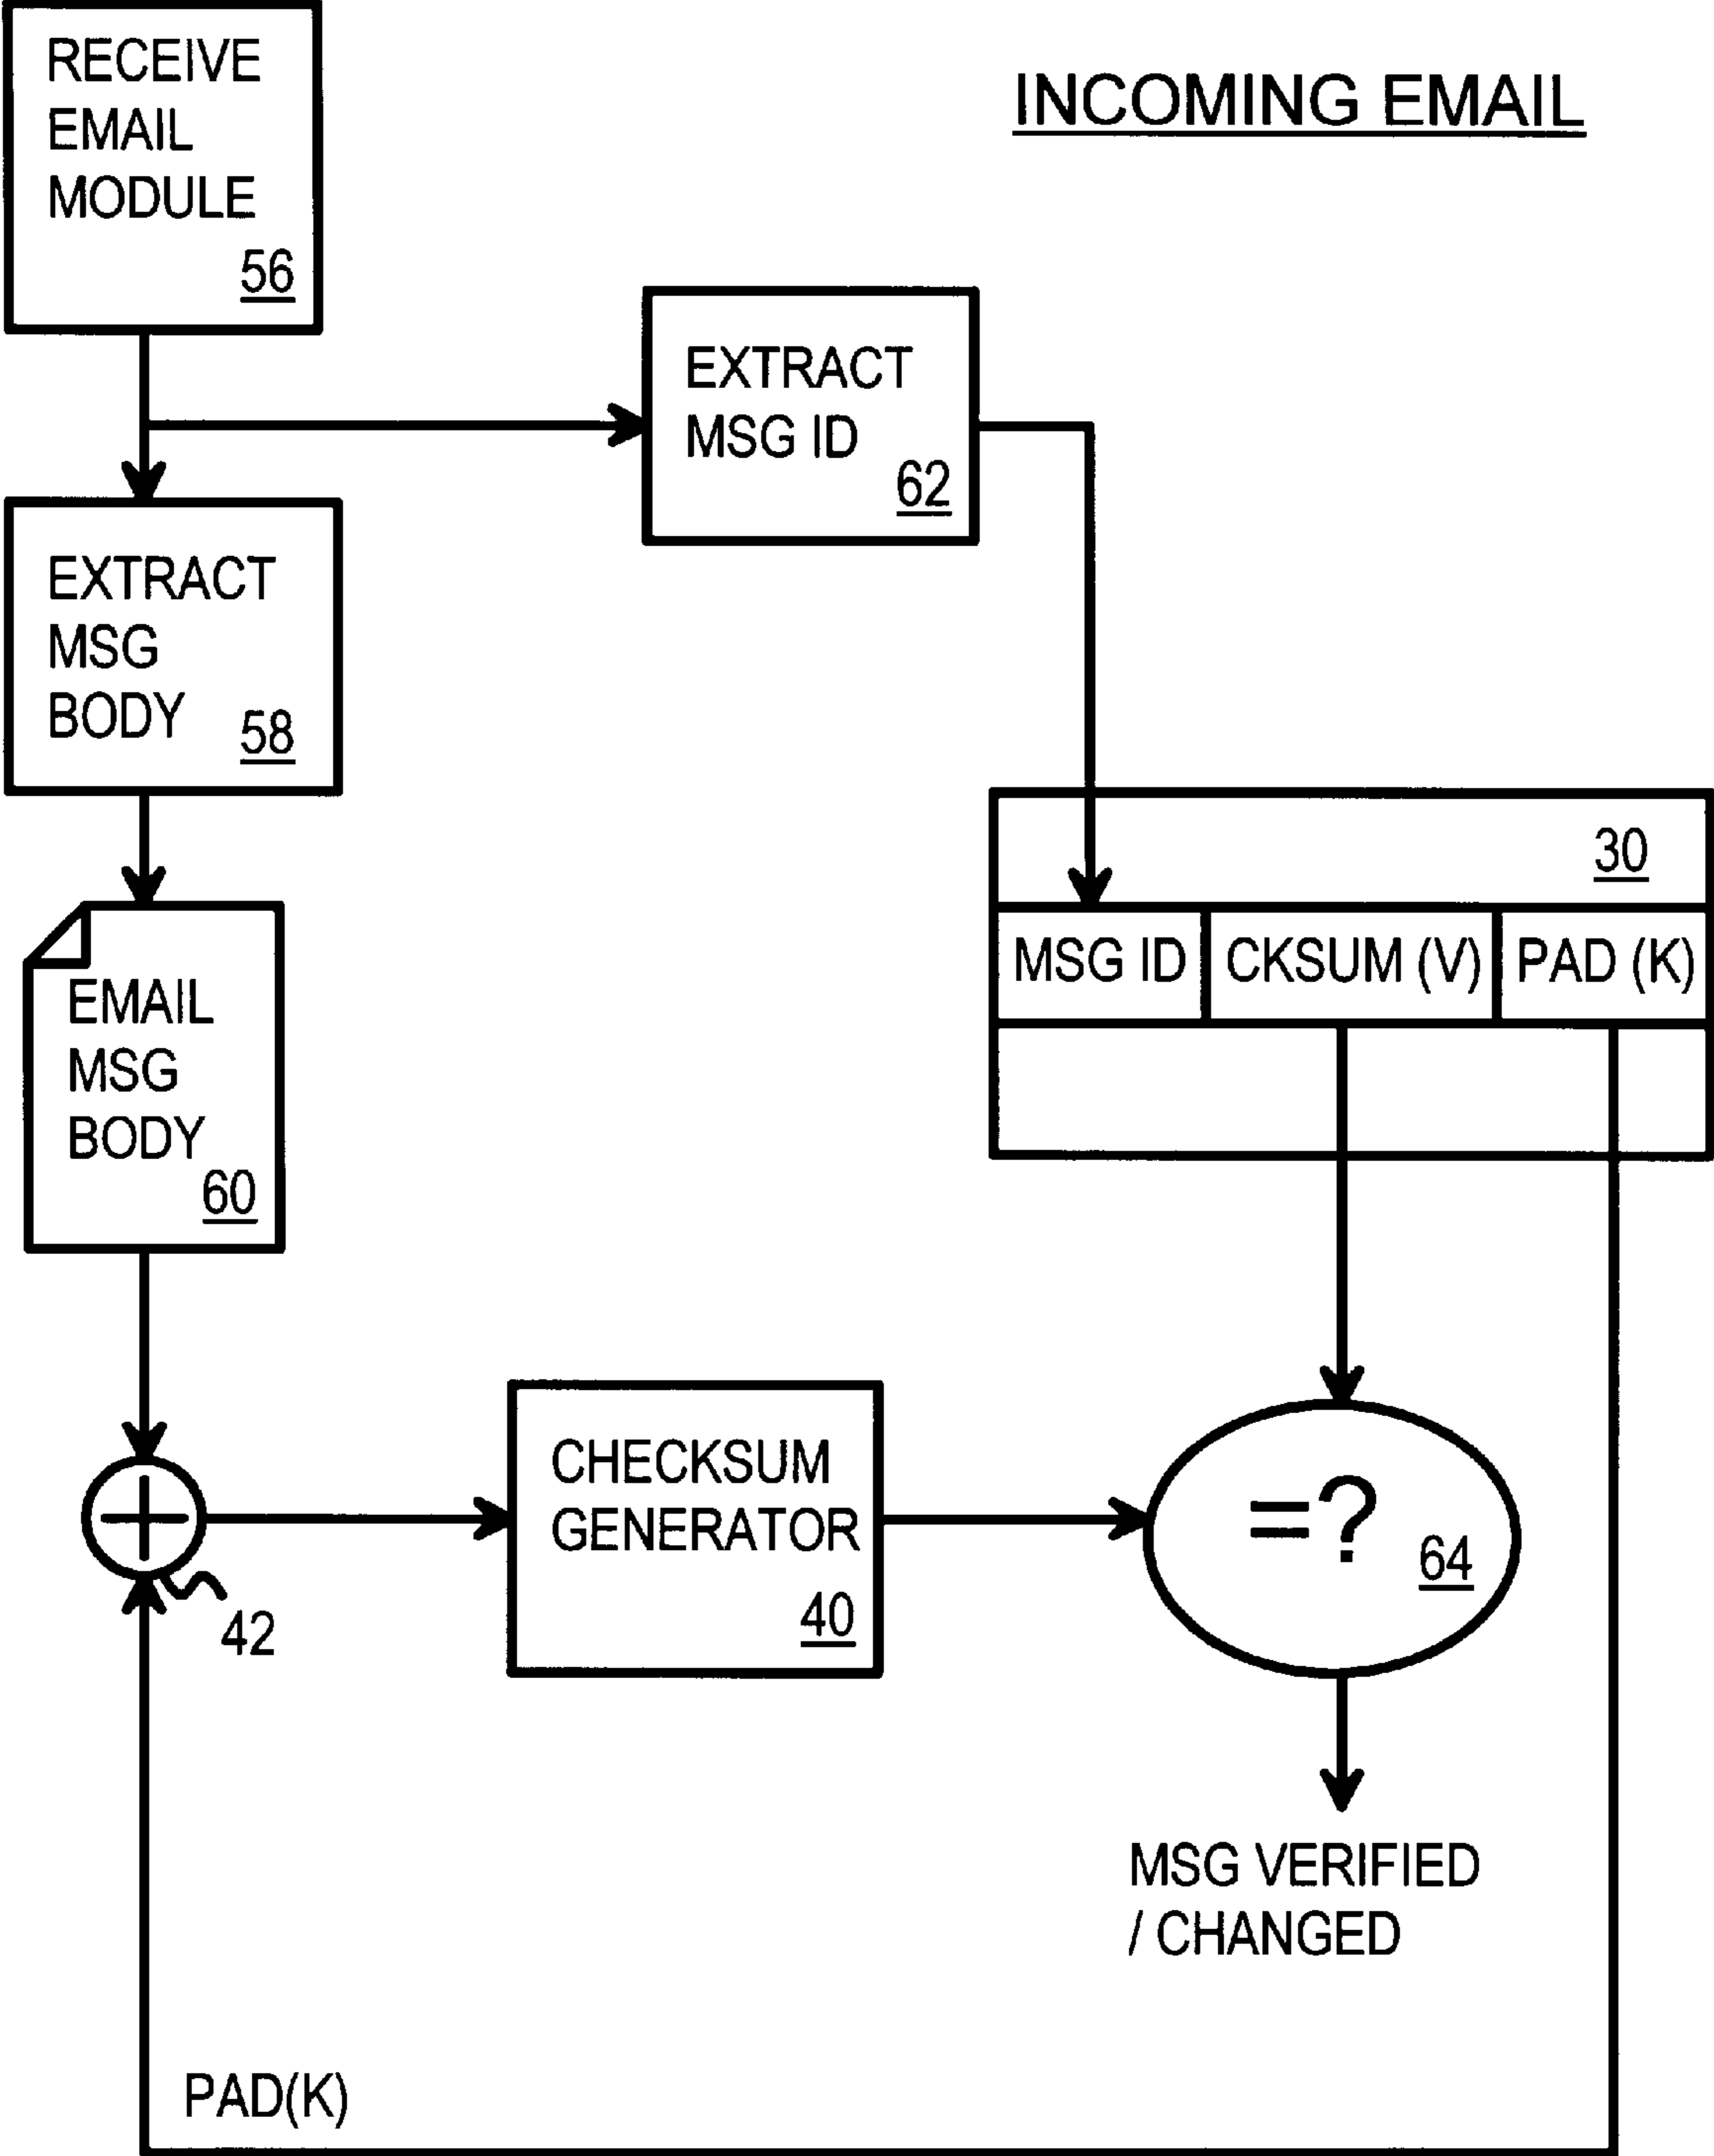 RECEIVE
EMAIL
MODULE
56
INCOMING EMAIL
EXTRACT
MSG ID
62
EXTRACT
MSG
BODY
58
30
MSG ID CKSUM (V) PAD (K)
EMAIL
MSG
BODY
60
CHECKSUM
GENERATOR
40
=?
64
42
MSG VERIFIED
/ CHANGED
PAD(K)